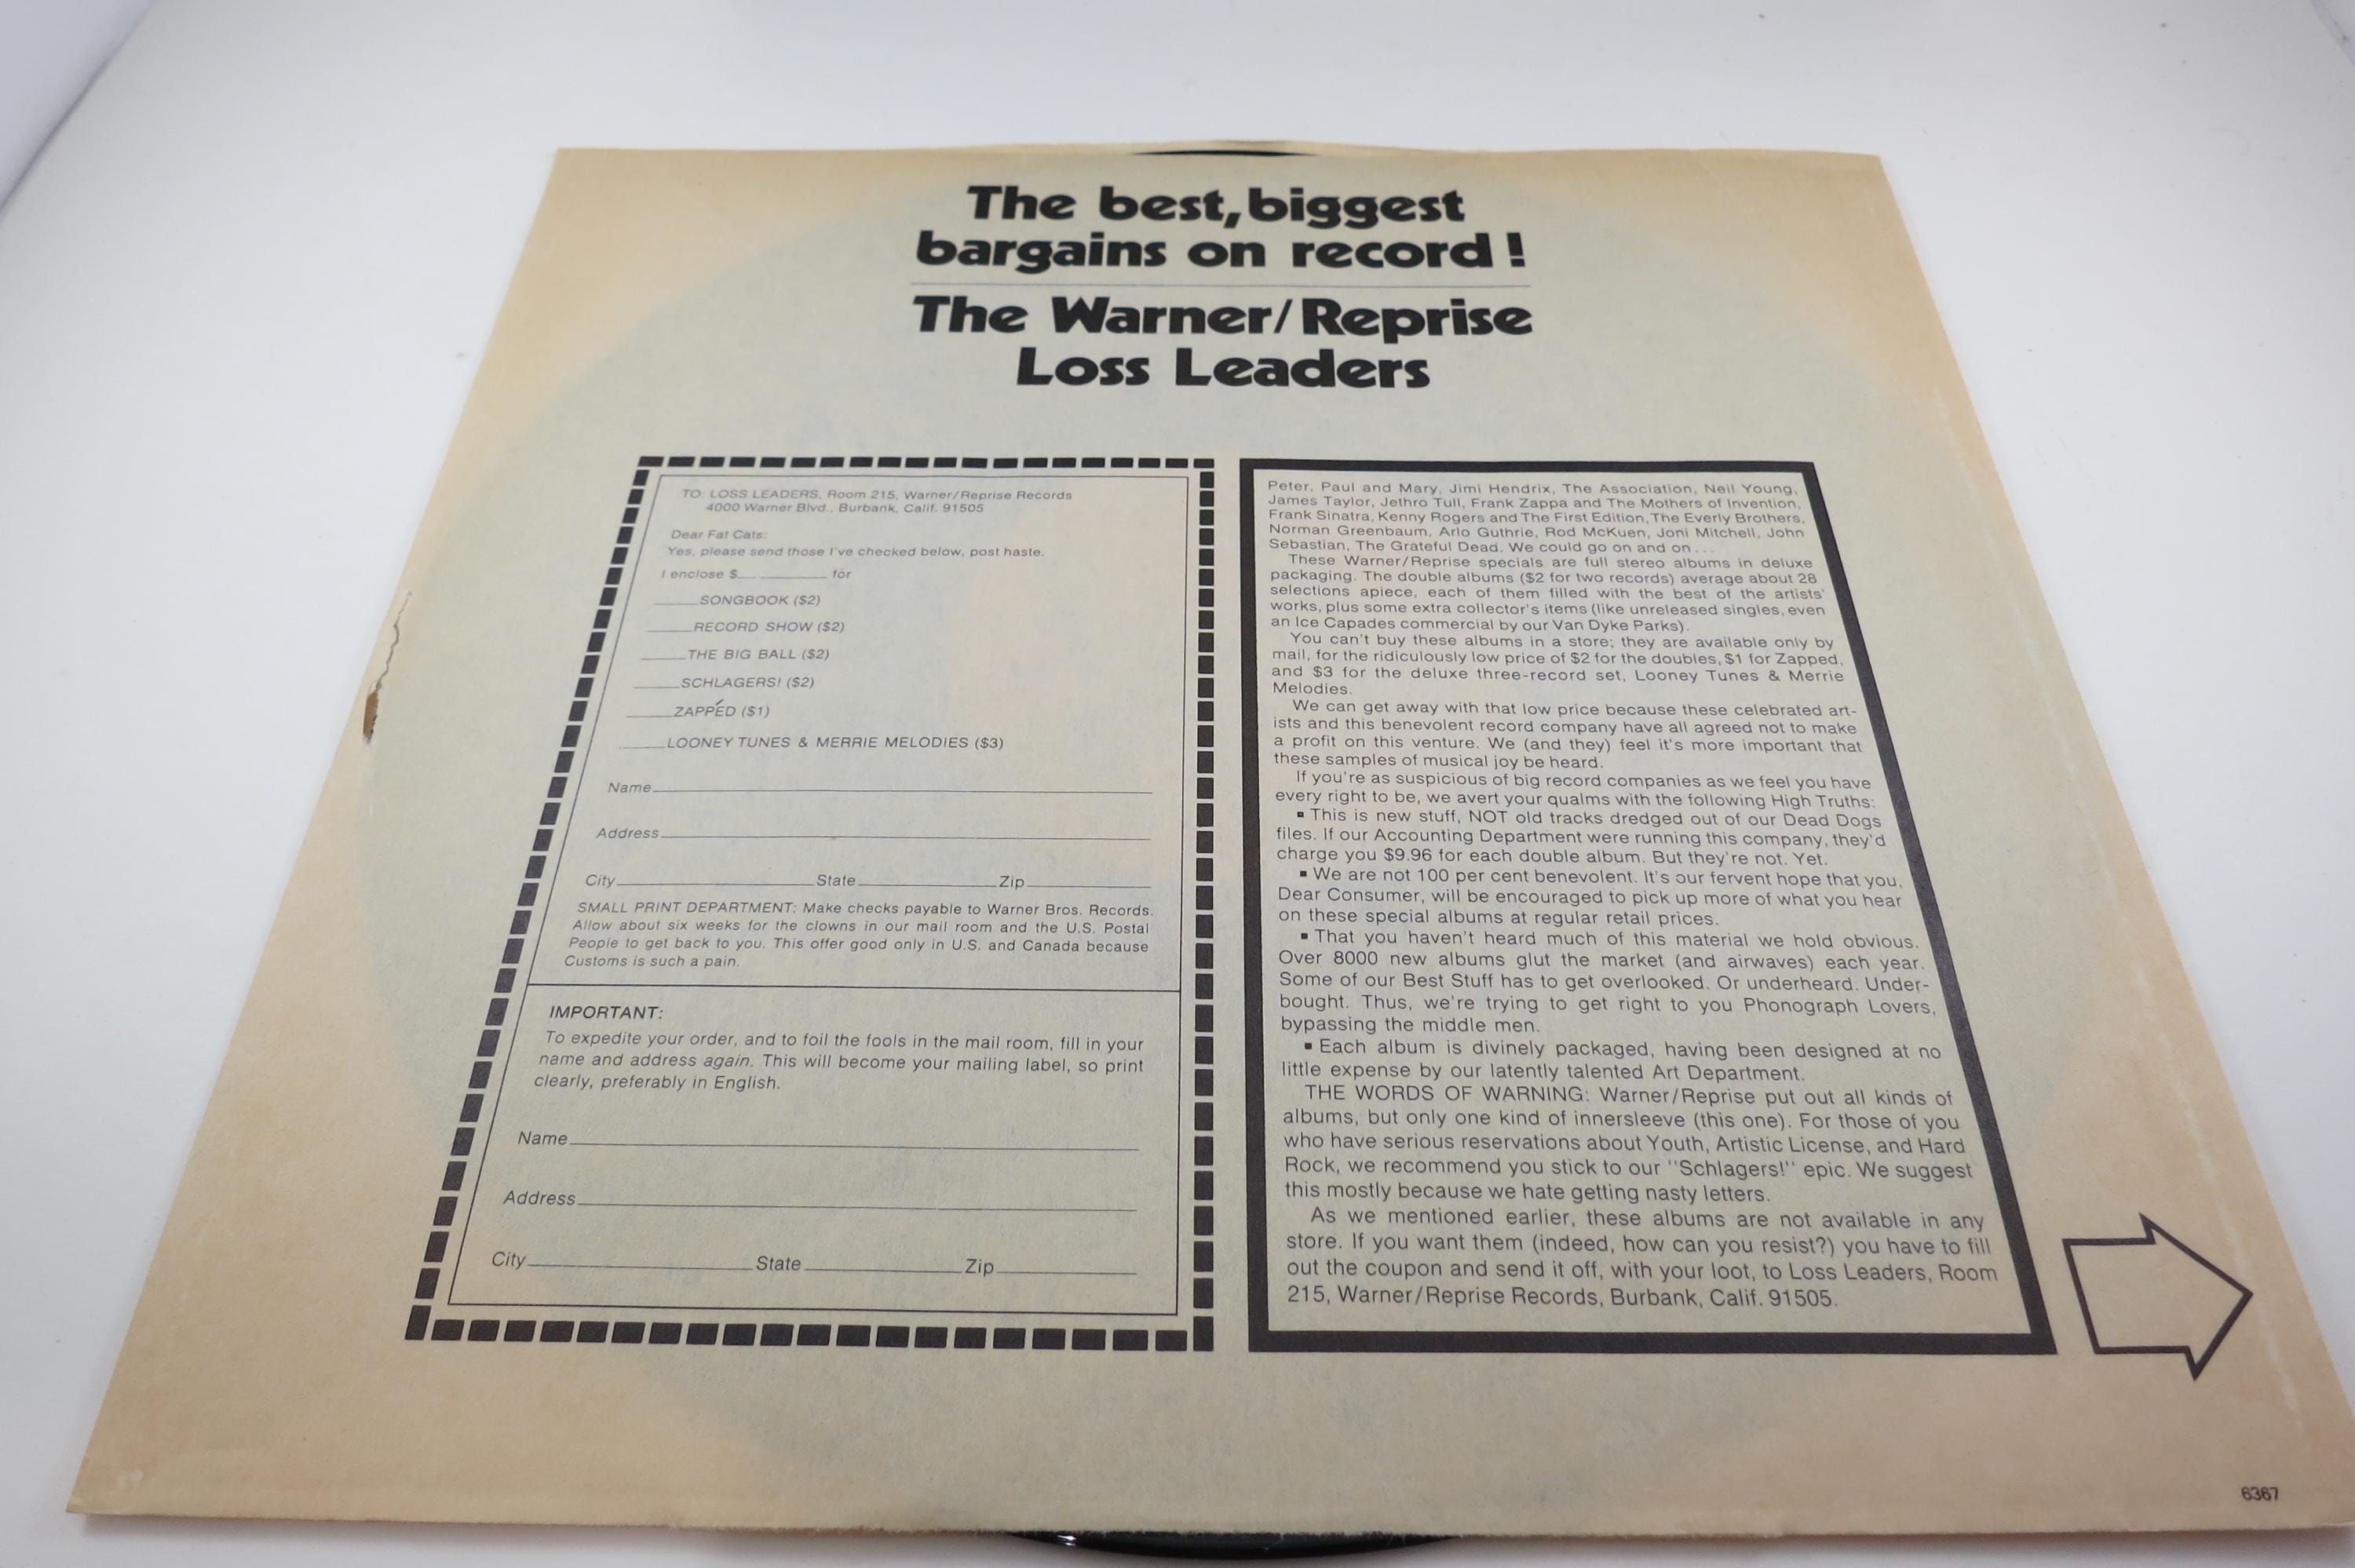 The best, biggest
bargains on record!
The Warner/Reprise
Loss Leaders
TO: LOSS LEADERS, Room 215, Warner/Reprise Records
4000 Warner Blvd., Burbank, Calif. 91505
Dear Fat Cats:
Yes, please send those I've checked below, post haste.
I enclose $__ ________ for
____SONGBOOK ($2)
____RECORD SHOW ($2)
____THE BIG BALL ($2)
____SCHLAGERS! ($2)
____ZAPPÉD ($1)
____LOONEY TUNES & MERRIE MELODIES ($3)
Name
Address
City State Zip
SMALL PRINT DEPARTMENT: Make checks payable to Warner Bros. Records.
Allow about six weeks for the clowns in our mail room and the U.S. Postal
People to get back to you. This offer good only in U.S. and Canada because
Customs is such a pain.
IMPORTANT:
To expedite your order, and to foil the fools in the mail room, fill in your
name and address again. This will become your mailing label, so print
clearly, preferably in English.
Name
Address
City State Zip
Peter, Paul and Mary, Jimi Hendrix, The Association, Neil Young,
James Taylor, Jethro Tull, Frank Zappa and The Mothers of Invention,
Frank Sinatra, Kenny Rogers and The First Edition, The Everly Brothers,
Norman Greenbaum, Arlo Guthrie, Rod McKuen, Joni Mitchell, John
Sebastian, The Grateful Dead. We could go on and on...
These Warner/Reprise specials are full stereo albums in deluxe
packaging. The double albums ($2 for two records) average about 28
selections apiece, each of them filled with the best of the artists'
works, plus some extra collector's items (like unreleased singles, even
an Ice Capades commercial by our Van Dyke Parks).
You can't buy these albums in a store; they are available only by
mail, for the ridiculously low price of $2 for the doubles, $1 for Zapped,
and $3 for the deluxe three-record set, Looney Tunes & Merrie
Melodies.
We can get away with that low price because these celebrated art-
ists and this benevolent record company have all agreed not to make
a profit on this venture. We (and they) feel it's more important that
these samples of musical joy be heard.
If you're as suspicious of big record companies as we feel you have
every right to be, we avert your qualms with the following High Truths:
▪ This is new stuff, NOT old tracks dredged out of our Dead Dogs
files. If our Accounting Department were running this company, they'd
charge you $9.96 for each double album. But they're not. Yet.
▪ We are not 100 per cent benevolent. It's our fervent hope that you,
Dear Consumer, will be encouraged to pick up more of what you hear
on these special albums at regular retail prices.
▪ That you haven't heard much of this material we hold obvious.
Over 8000 new albums glut the market (and airwaves) each year.
Some of our Best Stuff has to get overlooked. Or underheard. Under-
bought. Thus, we're trying to get right to you Phonograph Lovers,
bypassing the middle men.
▪ Each album is divinely packaged, having been designed at no
little expense by our latently talented Art Department.
THE WORDS OF WARNING: Warner/Reprise put out all kinds of
albums, but only one kind of innersleeve (this one). For those of you
who have serious reservations about Youth, Artistic License, and Hard
Rock, we recommend you stick to our "Schlagers!" epic. We suggest
this mostly because we hate getting nasty letters.
As we mentioned earlier, these albums are not available in any
store. If you want them (indeed, how can you resist?) you have to fill
out the coupon and send it off, with your loot, to Loss Leaders, Room
215, Warner/Reprise Records, Burbank, Calif. 91505.
6367